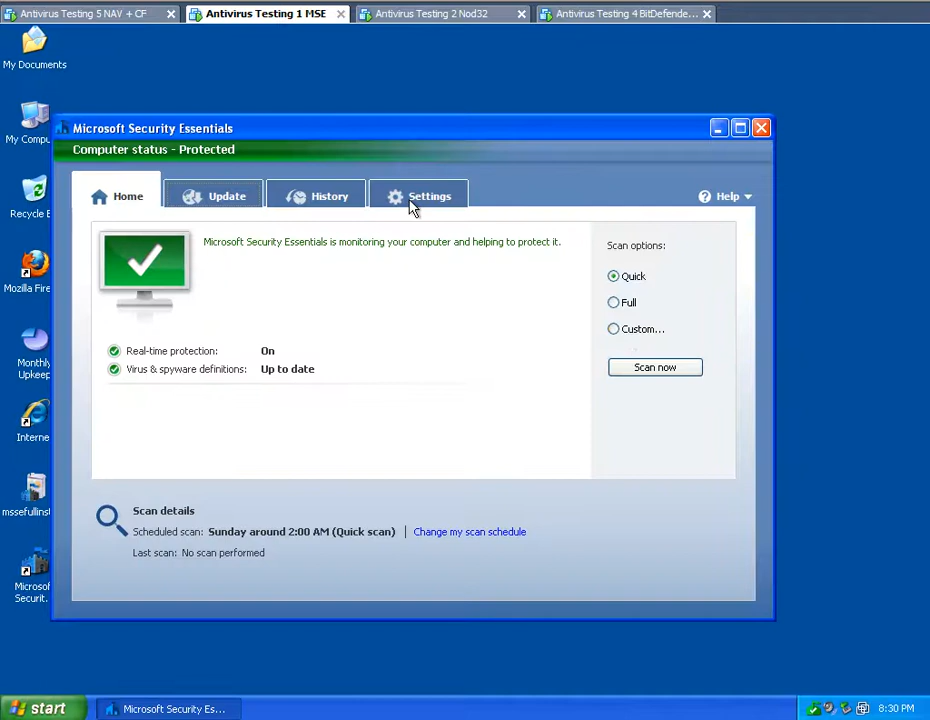 Antivirus Testing 5 NAV + CF
Antivirus Testing 1 MSE
Antivirus Testing 2 Nod32
Antivirus Testing 4 BitDefende...
My Documents
My Compu
Recycle B
Mozilla Fire
Monthly
Upkeep
Interne
mssefullinst
Microsof
Securit.
Microsoft Security Essentials
Computer status - Protected
Home
Update
History
Settings
Help
Microsoft Security Essentials is monitoring your computer and helping to protect it.
Real-time protection: On
Virus & spyware definitions: Up to date
Scan options:
Quick
Full
Custom...
Scan now
Scan details
Scheduled scan: Sunday around 2:00 AM (Quick scan) | Change my scan schedule
Last scan: No scan performed
start
Microsoft Security Es...
8:30 PM